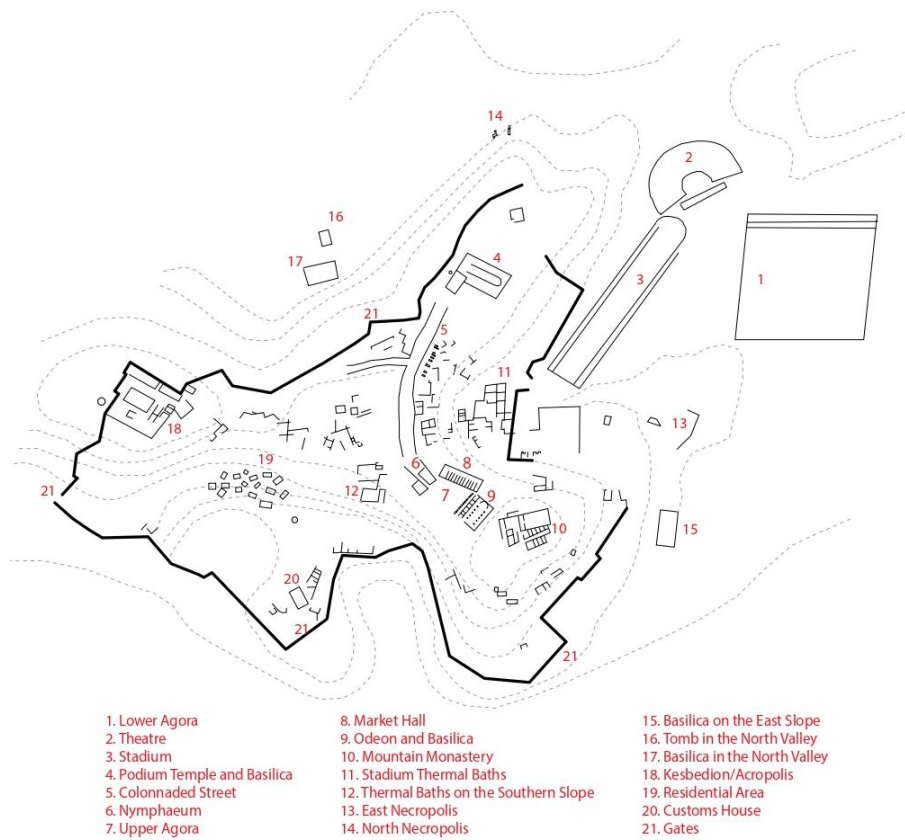 14
2
16
4
17
3
1
21
5
11
18
13
6
8
19
21
12
7
9
10
15
20
21
21
1. Lower Agora
2. Theatre
3. Stadium
4. Podium Temple and Basilica
5. Colonnaded Street
6. Nymphaeum
7. Upper Agora
8. Market Hall
9. Odeon and Basilica
10. Mountain Monastery
11. Stadium Thermal Baths
12. Thermal Baths on the Southern Slope
13. East Necropolis
14. North Necropolis
15. Basilica on the East Slope
16. Tomb in the North Valley
17. Basilica in the North Valley
18. Kesbedion/Acropolis
19. Residential Area
20. Customs House
21. Gates